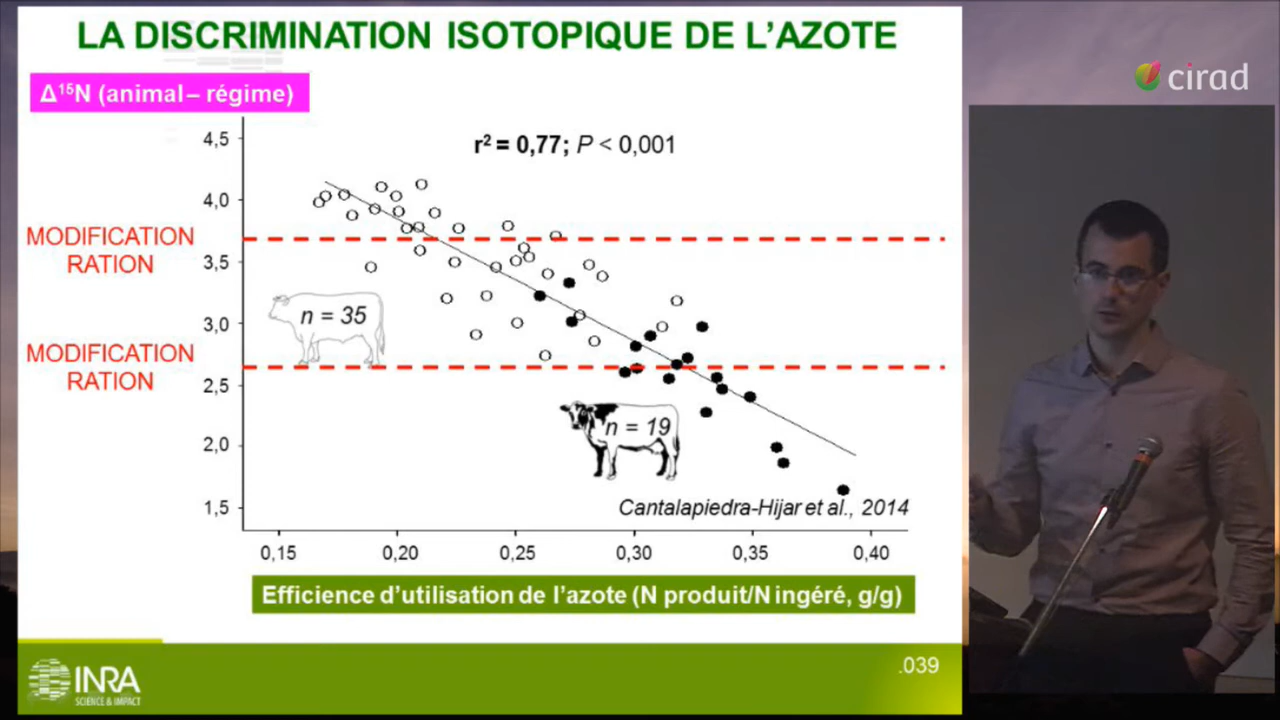 LA DISCRIMINATION ISOTOPIQUE DE L'AZOTE
Δ¹⁵N (animal – régime)
cirad
r² = 0,77; P < 0,001
4,5
4,0
MODIFICATION
RATION
3,5
n = 35
3,0
MODIFICATION
RATION
2,5
n = 19
2,0
Cantalapiedra-Hijar et al., 2014
1,5
0,15 0,20 0,25 0,30 0,35 0,40
Efficience d'utilisation de l'azote (N produit/N ingéré, g/g)
.039
INRA
SCIENCE & IMPACT